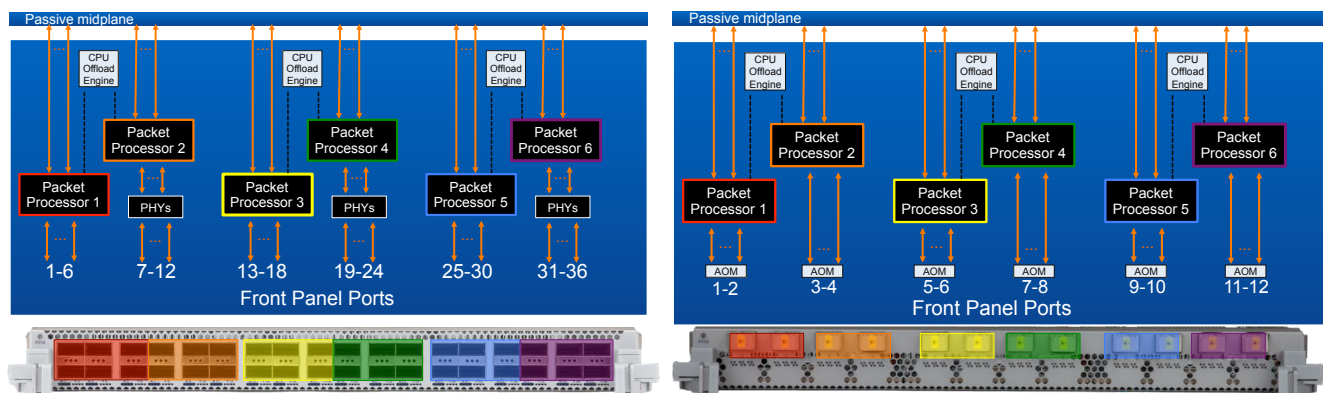 Passive midplane
CPU
Offload
Engine
CPU
Offload
Engine
CPU
Offload
Engine
Packet
Processor 2
Packet
Processor 4
Packet
Processor 6
Packet
Processor 1
Packet
Processor 3
Packet
Processor 5
PHYs
PHYs
PHYs
1-6
7-12
13-18
19-24
25-30
31-36
Front Panel Ports
Passive midplane
CPU
Offload
Engine
CPU
Offload
Engine
CPU
Offload
Engine
Packet
Processor 2
Packet
Processor 4
Packet
Processor 6
Packet
Processor 1
Packet
Processor 3
Packet
Processor 5
AOM
AOM
AOM
AOM
AOM
AOM
1-2
3-4
5-6
7-8
9-10
11-12
Front Panel Ports